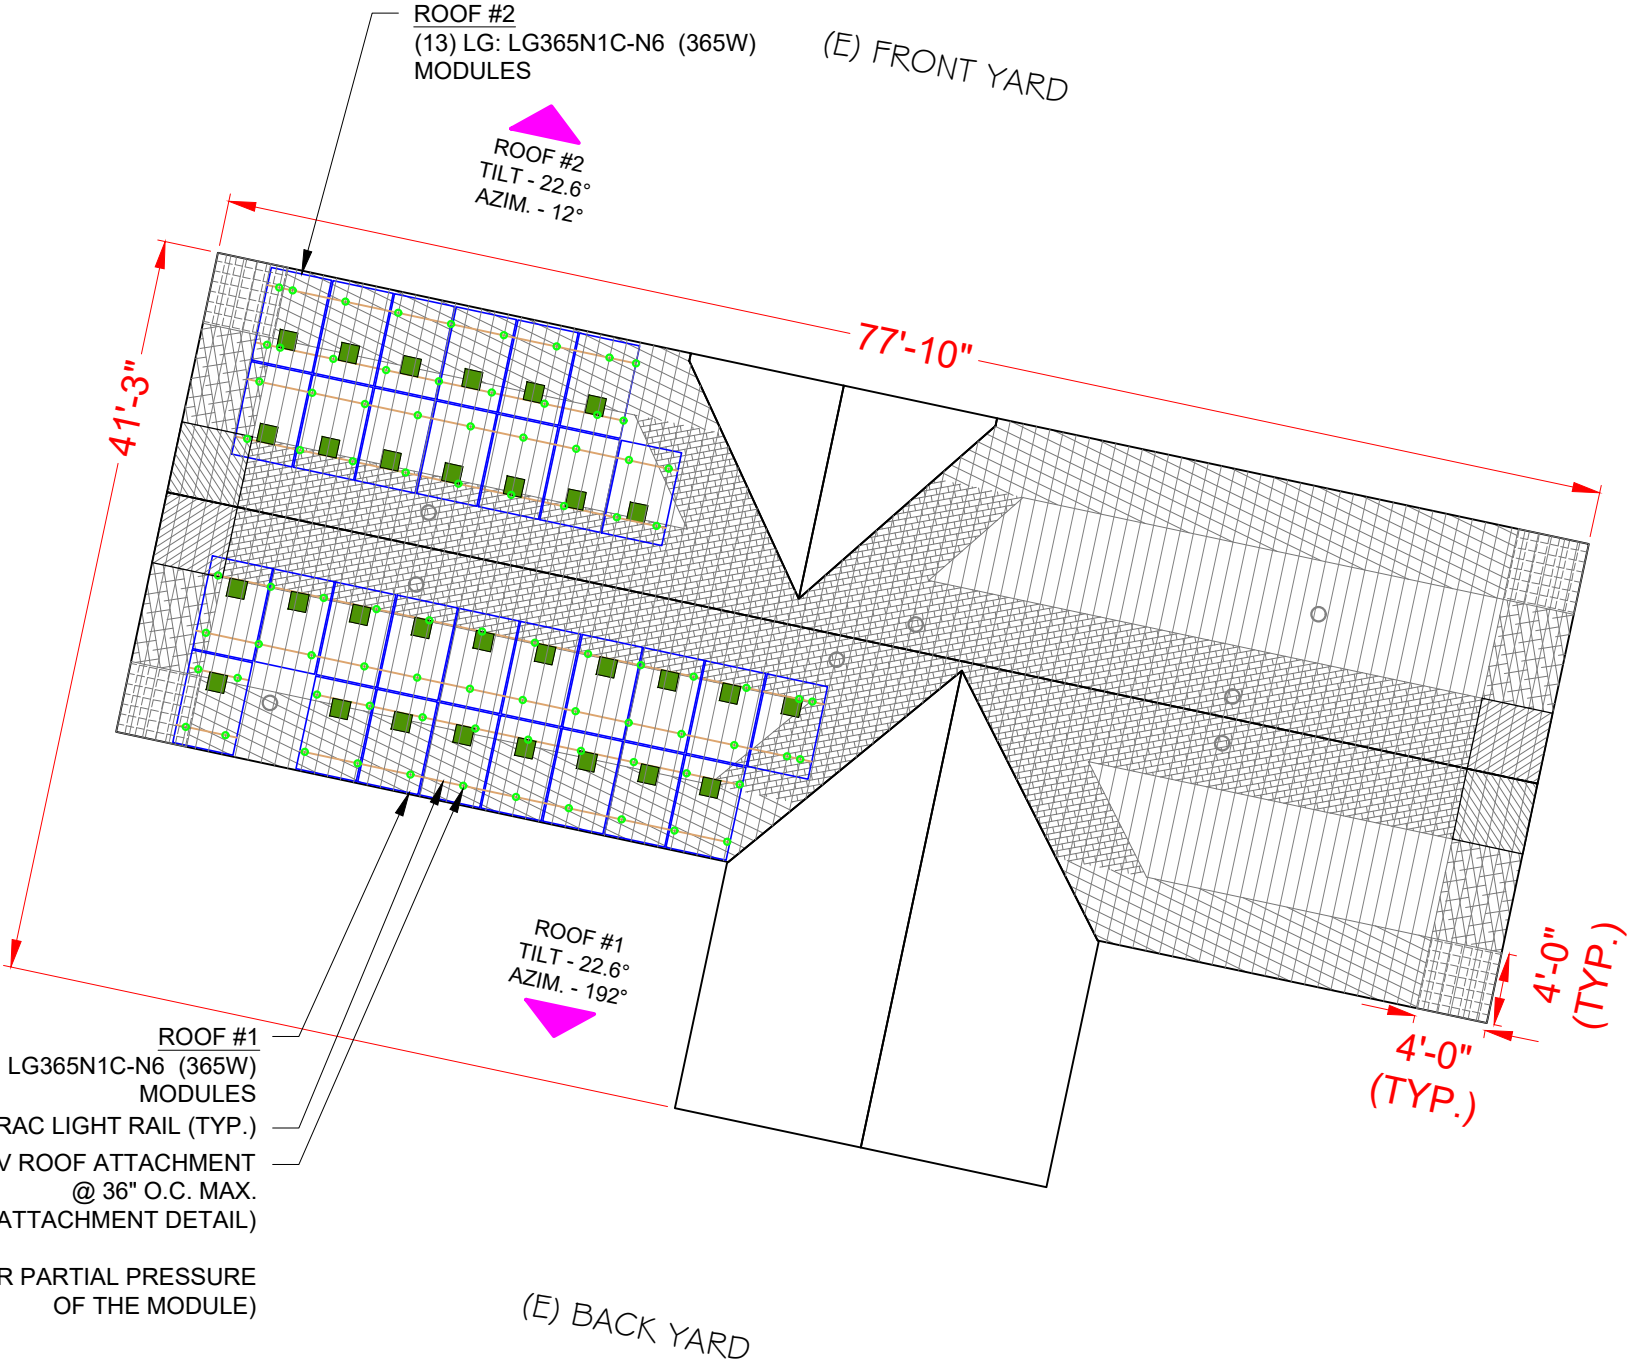 ROOF #2
(13) LG: LG365N1C-N6 (365W)
MODULES
(E) FRONT YARD
ROOF #2
TILT - 22.6°
AZIM. - 12°
77'-10"
41'-3"
ROOF #1
TILT - 22.6°
AZIM. - 192°
4'-0"
(TYP.)
4'-0"
(TYP.)
ROOF #1
LG365N1C-N6 (365W)
MODULES
RAC LIGHT RAIL (TYP.)
V ROOF ATTACHMENT
@ 36" O.C. MAX.
ATTACHMENT DETAIL)
R PARTIAL PRESSURE
OF THE MODULE)
(E) BACK YARD